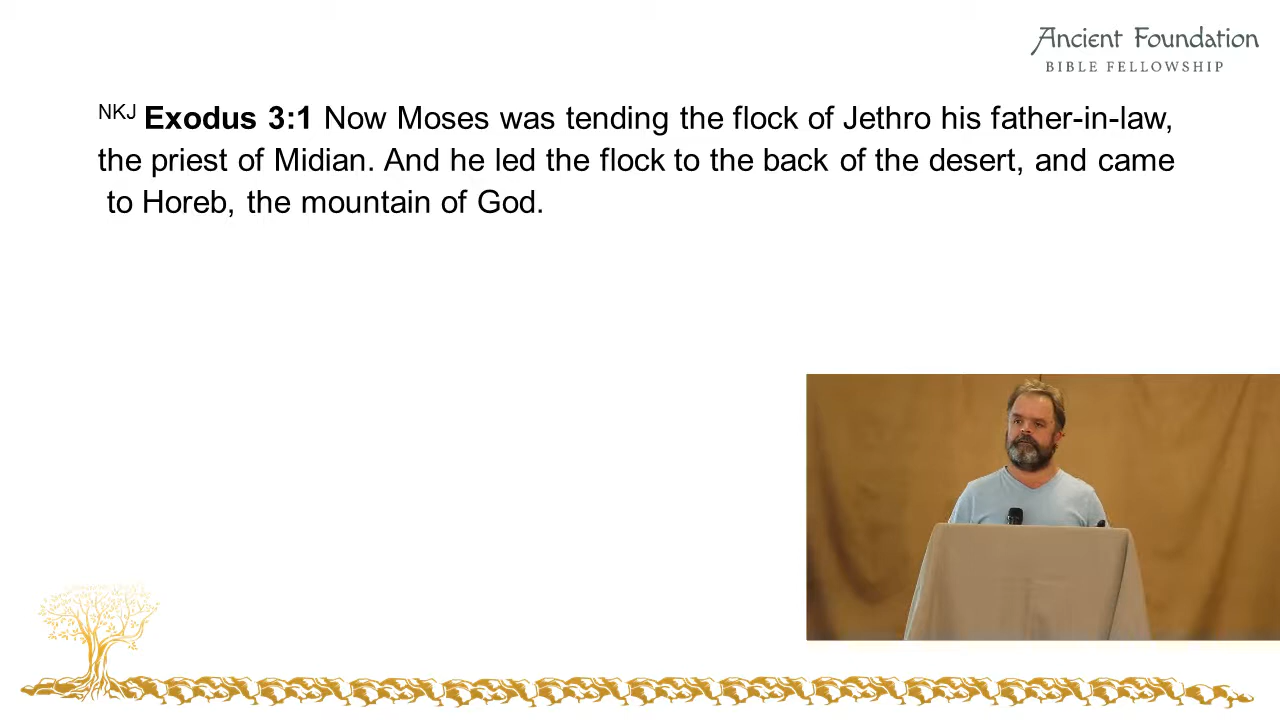 Ancient Foundation
BIBLE FELLOWSHIP
NKJ Exodus 3:1 Now Moses was tending the flock of Jethro his father-in-law,
the priest of Midian. And he led the flock to the back of the desert, and came
to Horeb, the mountain of God.